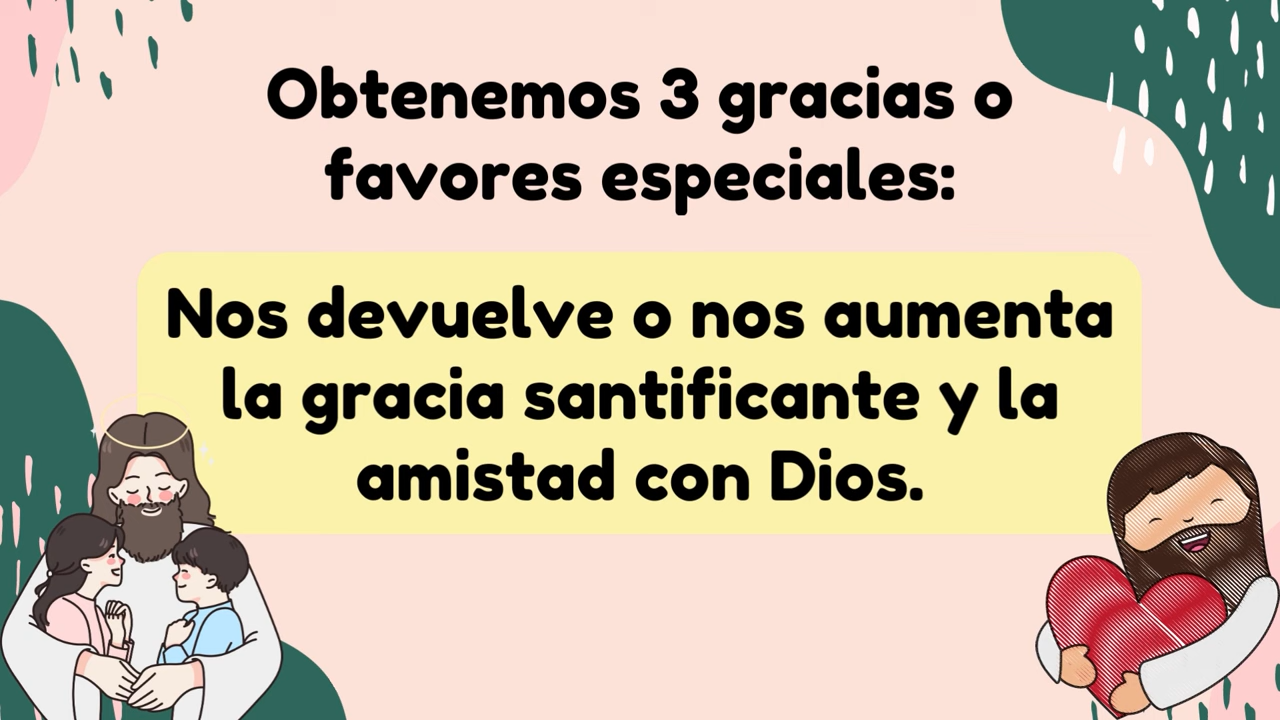 Obtenemos 3 gracias o
favores especiales:
Nos devuelve o nos aumenta
la gracia santificante y la
amistad con Dios.